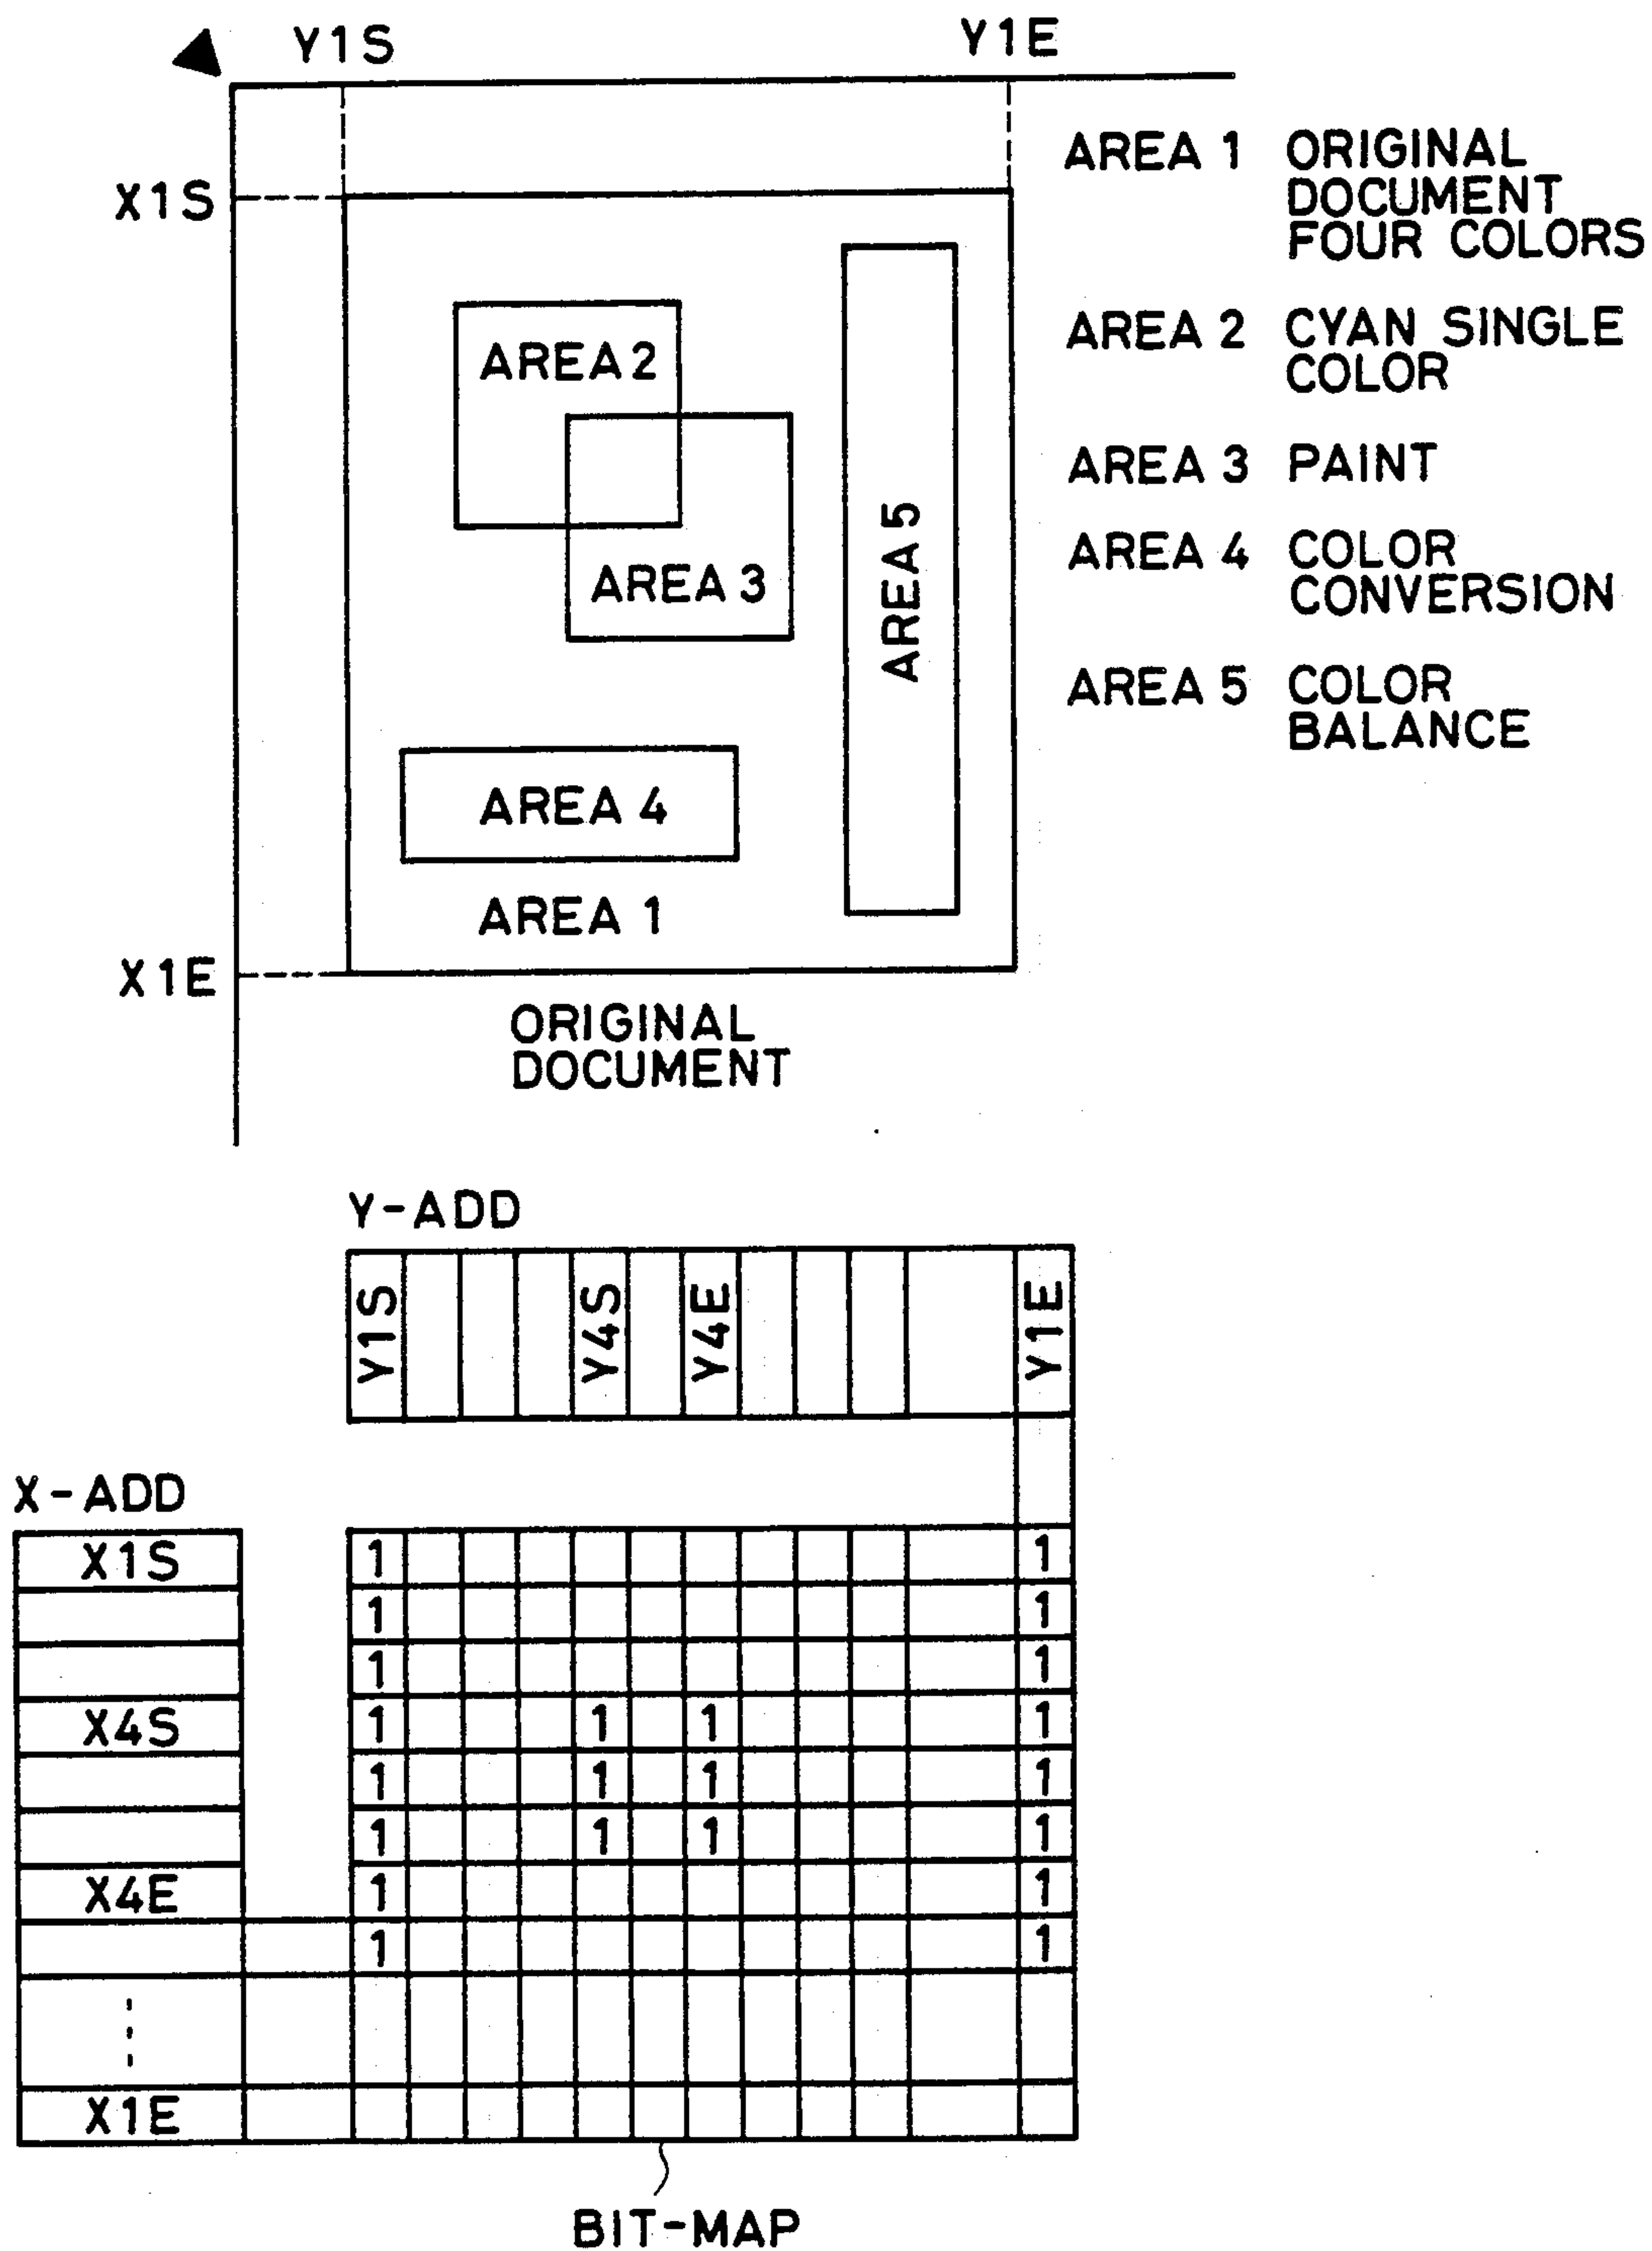 Y1S
Y1E
X1S
AREA 1 ORIGINAL
DOCUMENT
FOUR COLORS
AREA 2 CYAN SINGLE
COLOR
AREA 3 PAINT
AREA 4 COLOR
CONVERSION
AREA 5 COLOR
BALANCE
AREA 2
AREA 3
AREA 5
AREA 4
AREA 1
X1E
ORIGINAL
DOCUMENT
Y-ADD
Y1S Y4S Y4E Y1E
X-ADD
X1S 1 1
1 1
1 1
X4S 1 1 1 1
1 1 1 1
1 1 1 1
X4E 1 1
1 1
X1E
BIT-MAP